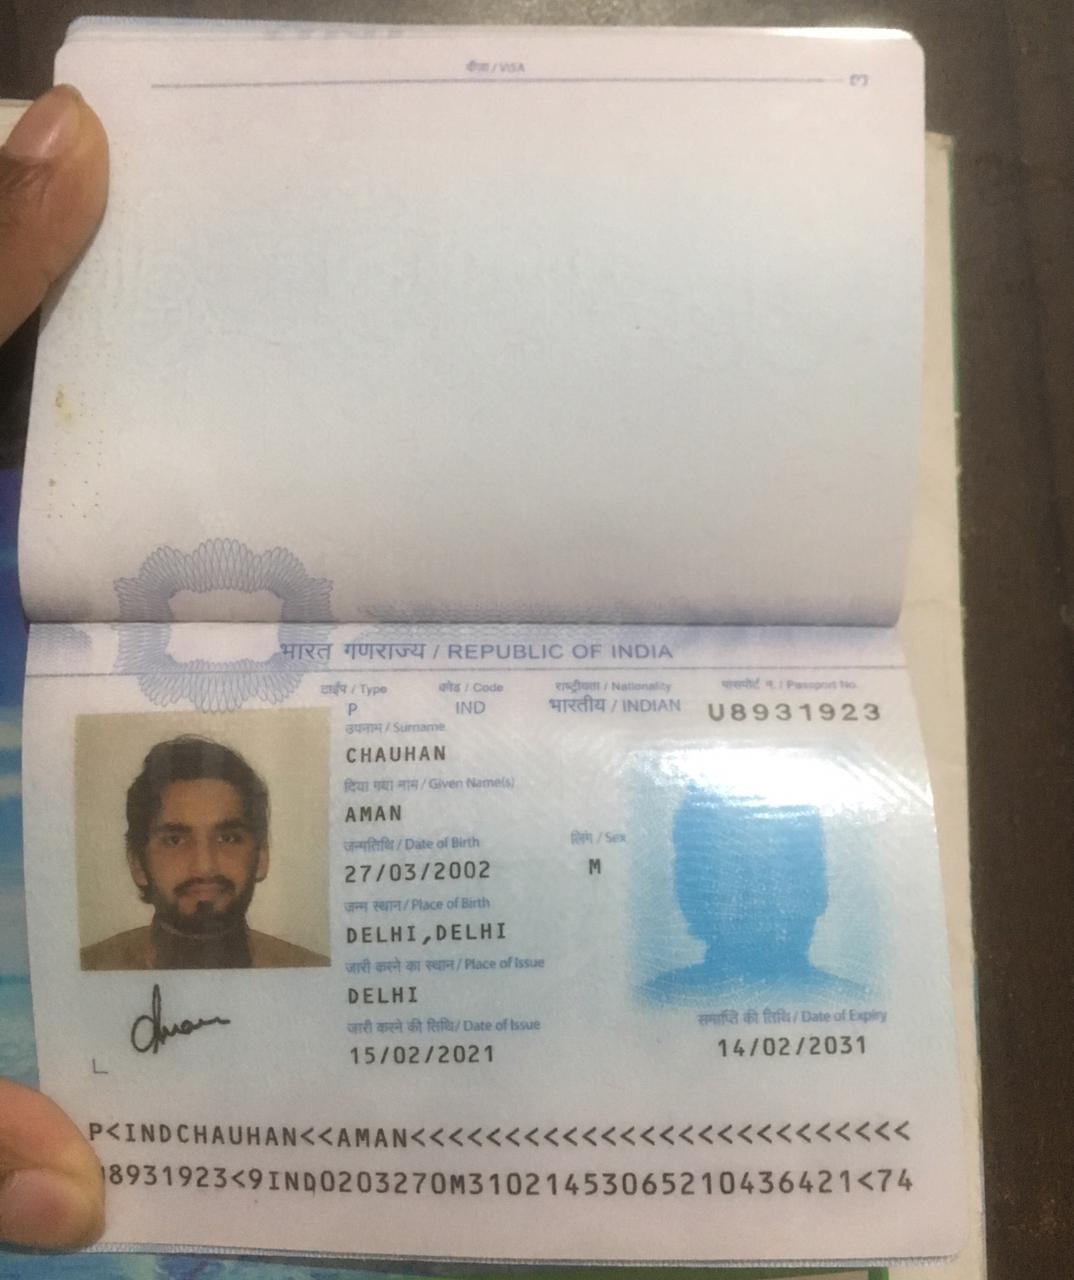 वीज़ा / VISA
3
भारत गणराज्य / REPUBLIC OF INDIA
टाईप / Type कोड / Code राष्ट्रीयता / Nationality पासपोर्ट न. / Passport No.
P IND भारतीय / INDIAN U8931923
उपनाम / Surname
CHAUHAN
दिया गया नाम / Given Name(s)
AMAN
जन्मतिथि / Date of Birth लिंग / Sex
27/03/2002 M
जन्म स्थान / Place of Birth
DELHI,DELHI
जारी करने का स्थान / Place of Issue
DELHI
जारी करने की तिथि / Date of Issue समाप्ति की तिथि / Date of Expiry
15/02/2021 14/02/2031
P<INDCHAUHAN<<AMAN<<<<<<<<<<<<<<<<<<<<<<<<<<
8931923<9IND0203270M31021453065210436421<74